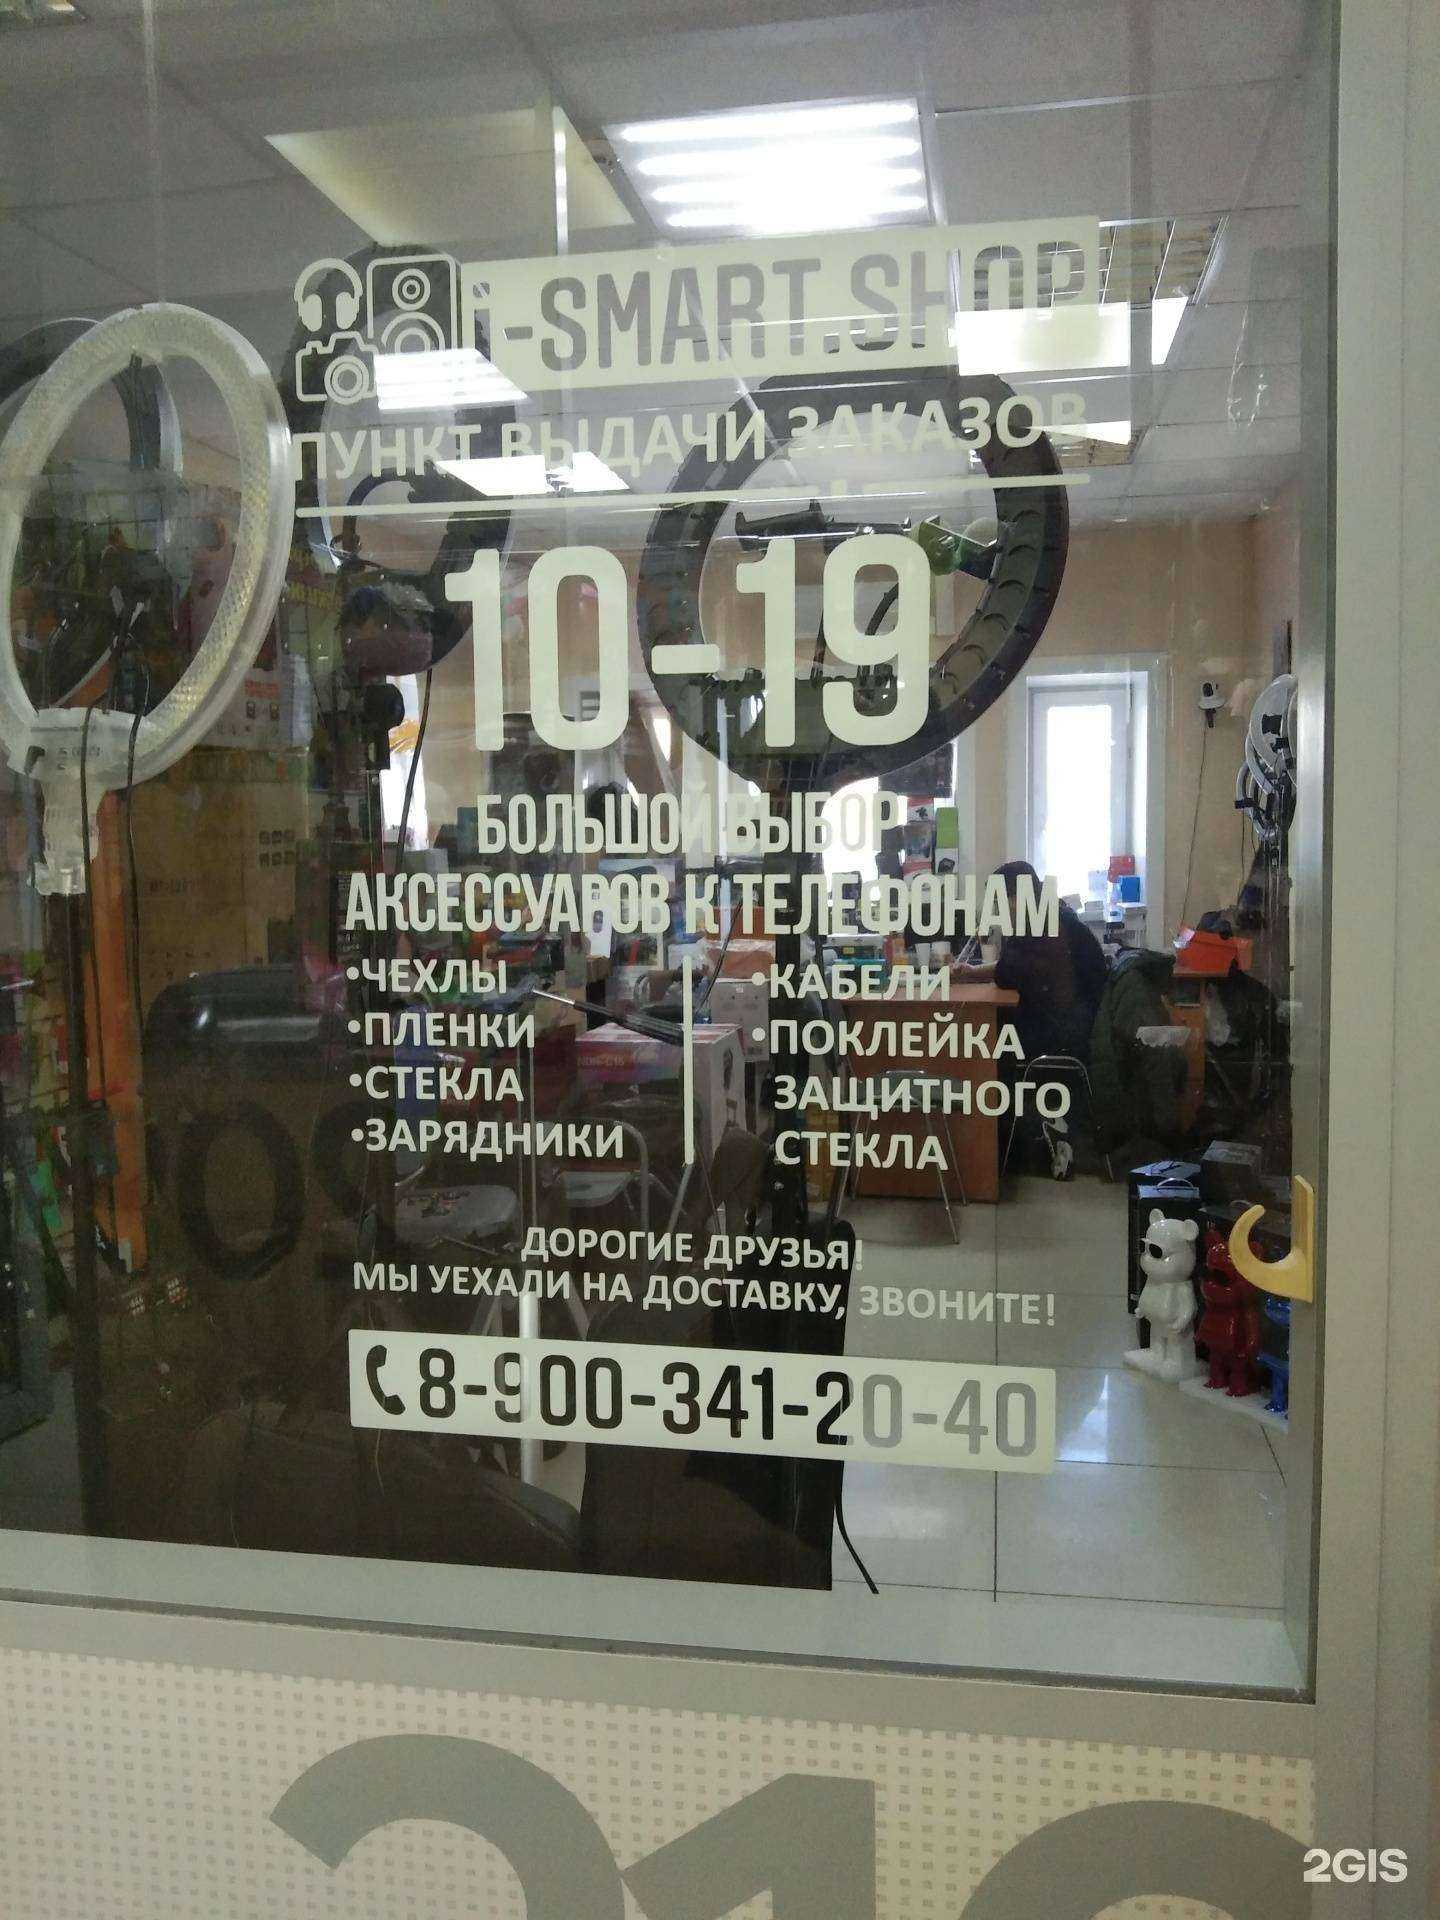 i-SMART.SHOP
ПУНКТ ВЫДАЧИ ЗАКАЗОВ
10-19
БОЛЬШОЙ ВЫБОР
АКСЕССУАРОВ К ТЕЛЕФОНАМ
•ЧЕХЛЫ
•ПЛЕНКИ
•СТЕКЛА
•ЗАРЯДНИКИ
•КАБЕЛИ
•ПОКЛЕЙКА
ЗАЩИТНОГО
СТЕКЛА
ДОРОГИЕ ДРУЗЬЯ!
МЫ УЕХАЛИ НА ДОСТАВКУ, ЗВОНИТЕ!
8-900-341-20-40
2GIS